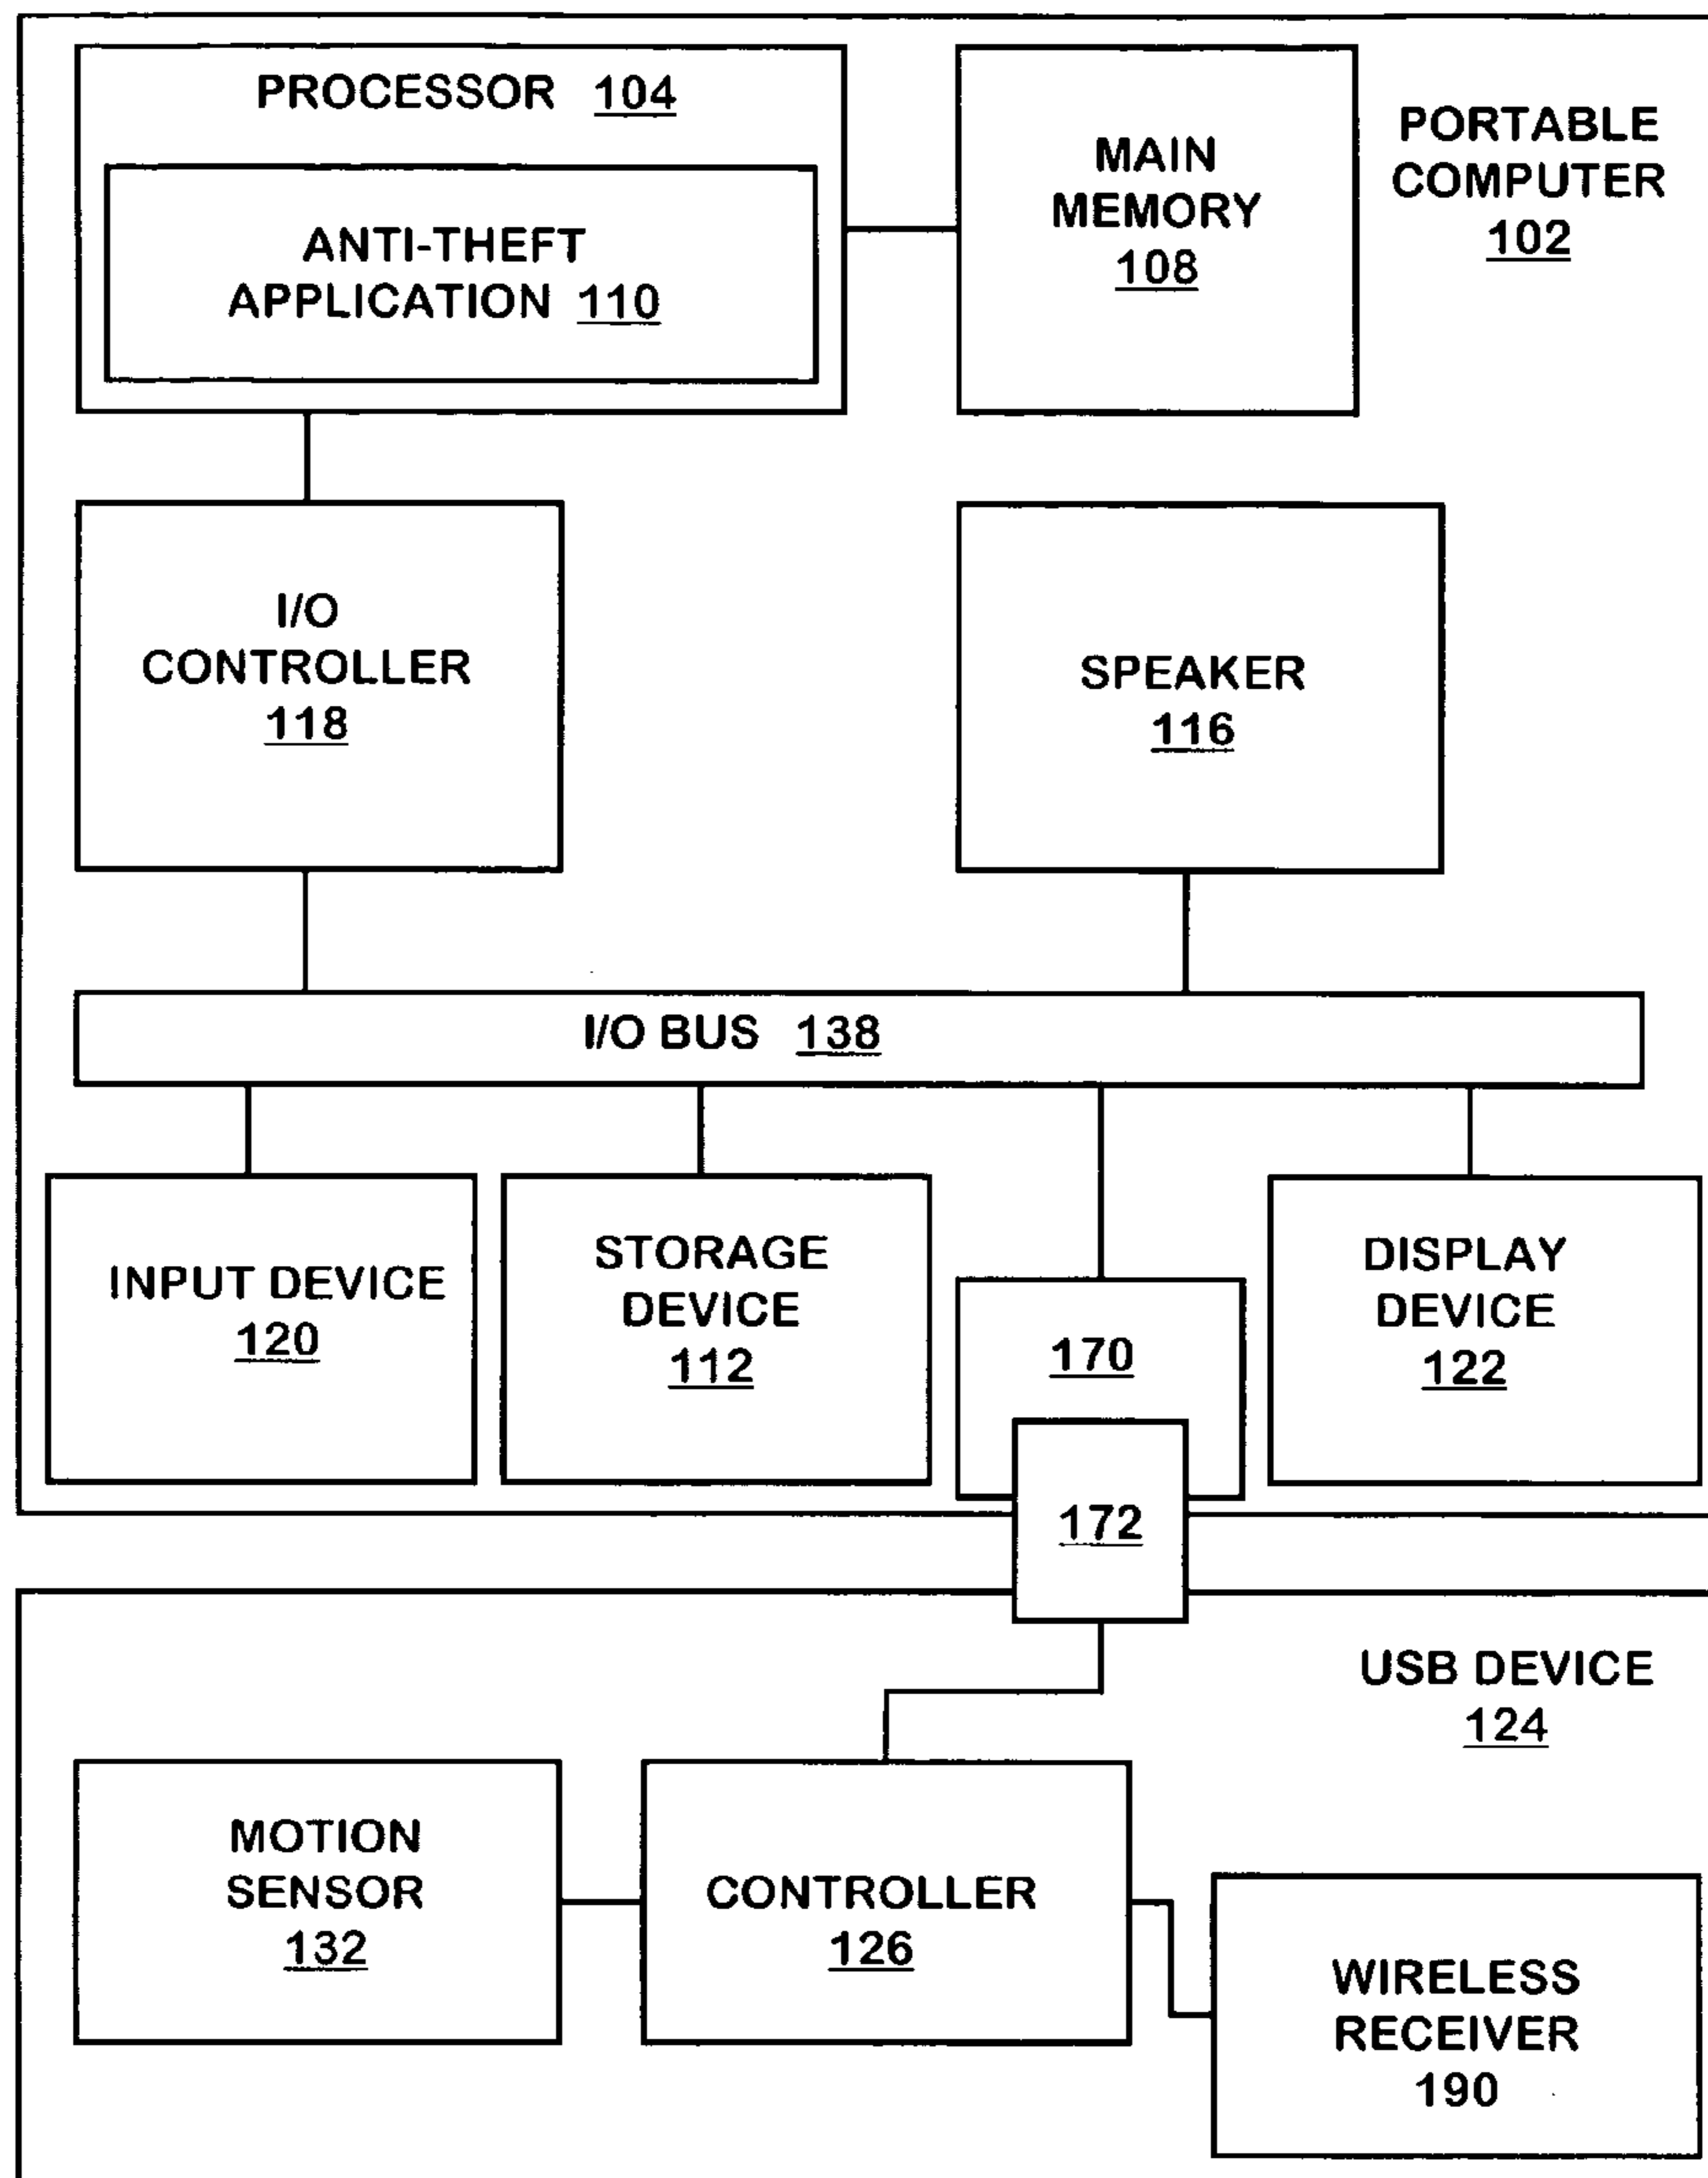 PROCESSOR 104
ANTI-THEFT
APPLICATION 110
MAIN
MEMORY
108
PORTABLE
COMPUTER
102
I/O
CONTROLLER
118
SPEAKER
116
I/O BUS 138
INPUT DEVICE
120
STORAGE
DEVICE
112
170
DISPLAY
DEVICE
122
172
USB DEVICE
124
MOTION
SENSOR
132
CONTROLLER
126
WIRELESS
RECEIVER
190